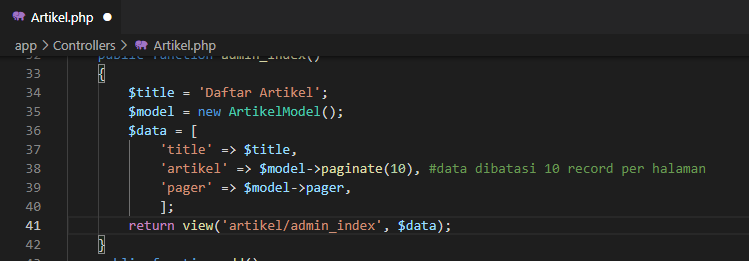 Artikel.php
app > Controllers > Artikel.php
32 public function admin_index()
33 {
34 $title = 'Daftar Artikel';
35 $model = new ArtikelModel();
36 $data = [
37 'title' => $title,
38 'artikel' => $model->paginate(10), #data dibatasi 10 record per halaman
39 'pager' => $model->pager,
40 ];
41 return view('artikel/admin_index', $data);
42 }